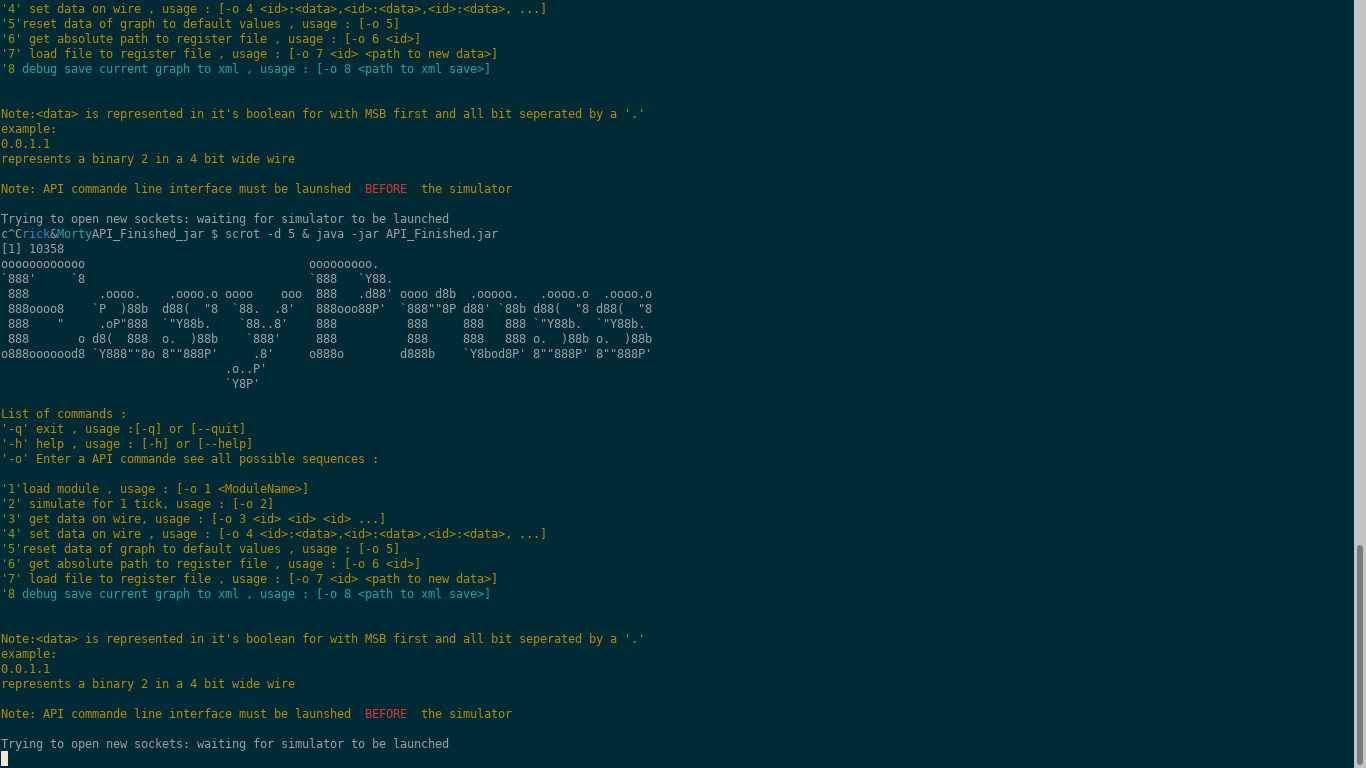 '4' set data on wire , usage : [-o 4 <id>:<data>,<id>:<data>,<id>:<data>, ...]
'5'reset data of graph to default values , usage : [-o 5]
'6' get absolute path to register file , usage : [-o 6 <id>]
'7' load file to register file , usage : [-o 7 <id> <path to new data>]
'8 debug save current graph to xml , usage : [-o 8 <path to xml save>]
Note:<data> is represented in it's boolean for with MSB first and all bit seperated by a '.'
example:
0.0.1.1
represents a binary 2 in a 4 bit wide wire
Note: API commande line interface must be launshed  BEFORE  the simulator
Trying to open new sockets: waiting for simulator to be launched
c^Crick&MortyAPI_Finished_jar $ scrot -d 5 & java -jar API_Finished.jar
[1] 10358
oooooooooooo                                ooooooooo.
`888'     `8                                `888   `Y88.
 888          .oooo.    .oooo.o oooo    ooo  888   .d88' oooo d8b  .ooooo.   .oooo.o  .oooo.o
 888oooo8    `P  )88b  d88(  "8  `88.  .8'   888ooo88P'  `888""8P d88' `88b d88(  "8 d88(  "8
 888    "     .oP"888  `"Y88b.    `88..8'    888          888     888   888 `"Y88b.  `"Y88b.
 888       o d8(  888  o.  )88b    `888'     888          888     888   888 o.  )88b o.  )88b
o888ooooood8 `Y888""8o 8""888P'     .8'     o888o        d888b    `Y8bod8P' 8""888P' 8""888P'
                                .o..P'
                                `Y8P'
List of commands :
'-q' exit , usage :[-q] or [--quit]
'-h' help , usage : [-h] or [--help]
'-o' Enter a API commande see all possible sequences :
'1'load module , usage : [-o 1 <ModuleName>]
'2' simulate for 1 tick, usage : [-o 2]
'3' get data on wire, usage : [-o 3 <id> <id> <id> ...]
'4' set data on wire , usage : [-o 4 <id>:<data>,<id>:<data>,<id>:<data>, ...]
'5'reset data of graph to default values , usage : [-o 5]
'6' get absolute path to register file , usage : [-o 6 <id>]
'7' load file to register file , usage : [-o 7 <id> <path to new data>]
'8 debug save current graph to xml , usage : [-o 8 <path to xml save>]
Note:<data> is represented in it's boolean for with MSB first and all bit seperated by a '.'
example:
0.0.1.1
represents a binary 2 in a 4 bit wide wire
Note: API commande line interface must be launshed  BEFORE  the simulator
Trying to open new sockets: waiting for simulator to be launched